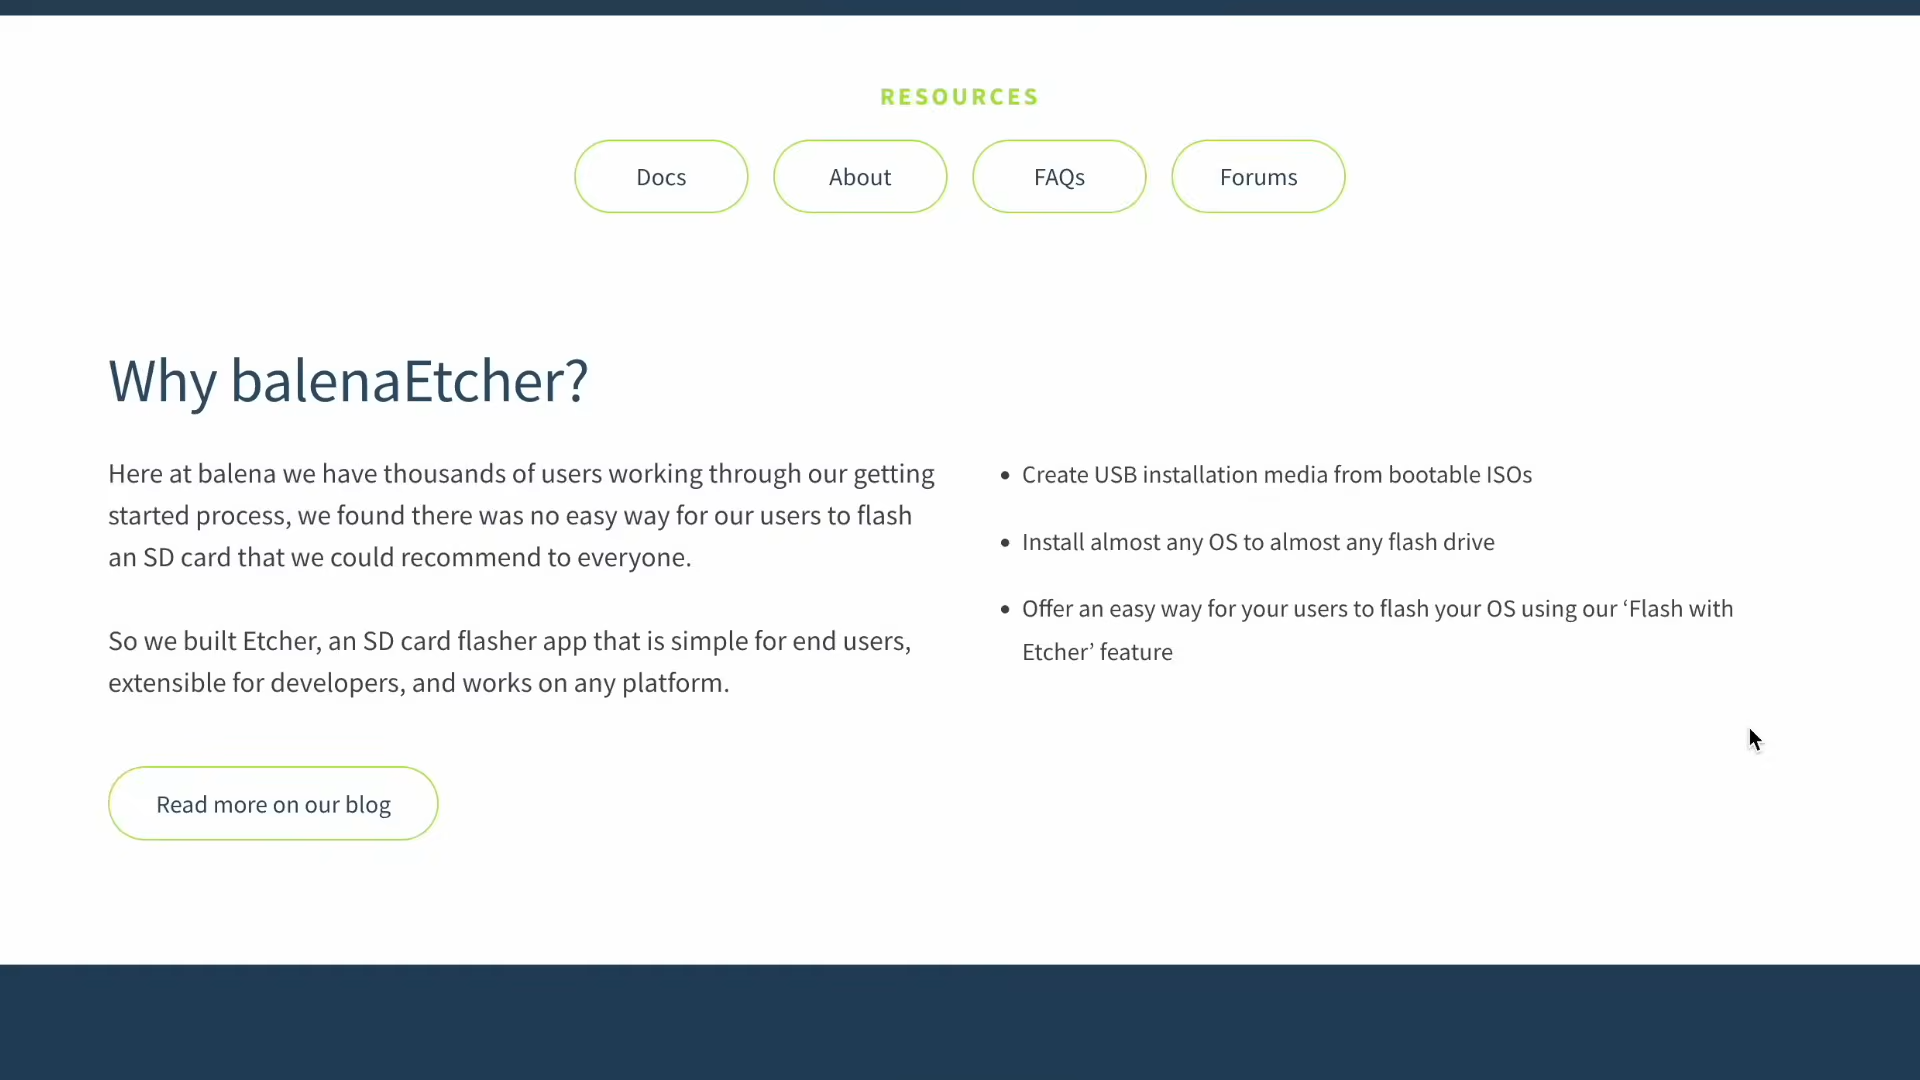 RESOURCES
Docs
About
FAQs
Forums
Why balenaEtcher?
Here at balena we have thousands of users working through our getting
started process, we found there was no easy way for our users to flash
an SD card that we could recommend to everyone.
So we built Etcher, an SD card flasher app that is simple for end users,
extensible for developers, and works on any platform.
Read more on our blog
• Create USB installation media from bootable ISOs
• Install almost any OS to almost any flash drive
• Offer an easy way for your users to flash your OS using our ‘Flash with
Etcher’ feature